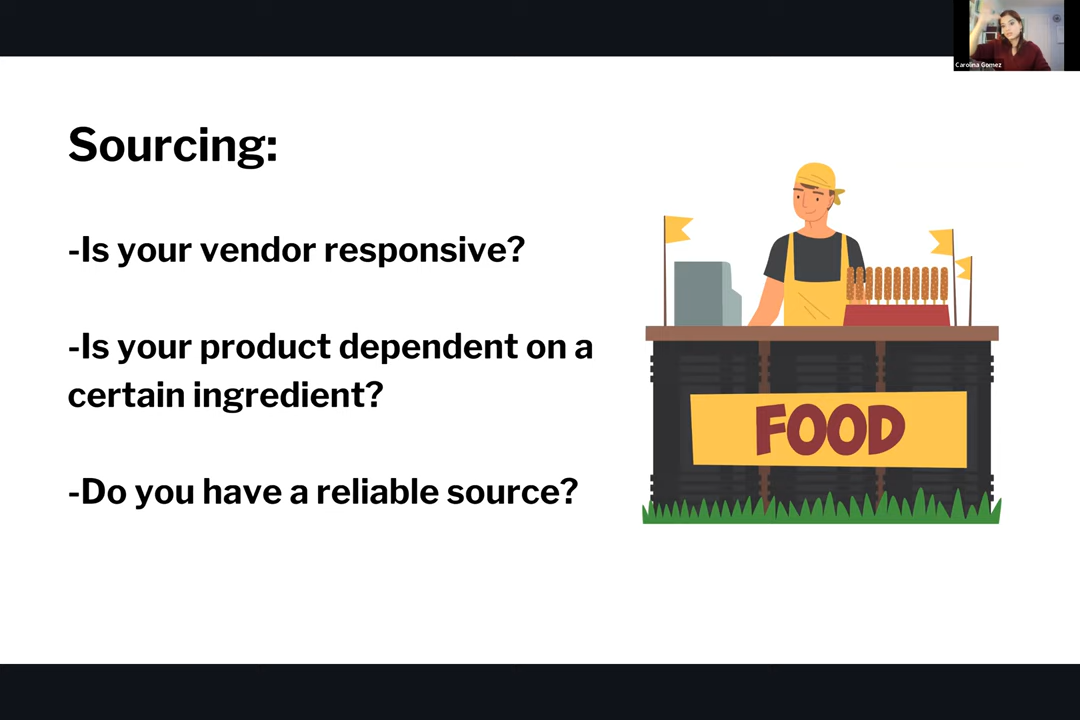 Carolina Gomez
Sourcing:
-Is your vendor responsive?
-Is your product dependent on a
certain ingredient?
-Do you have a reliable source?
FOOD